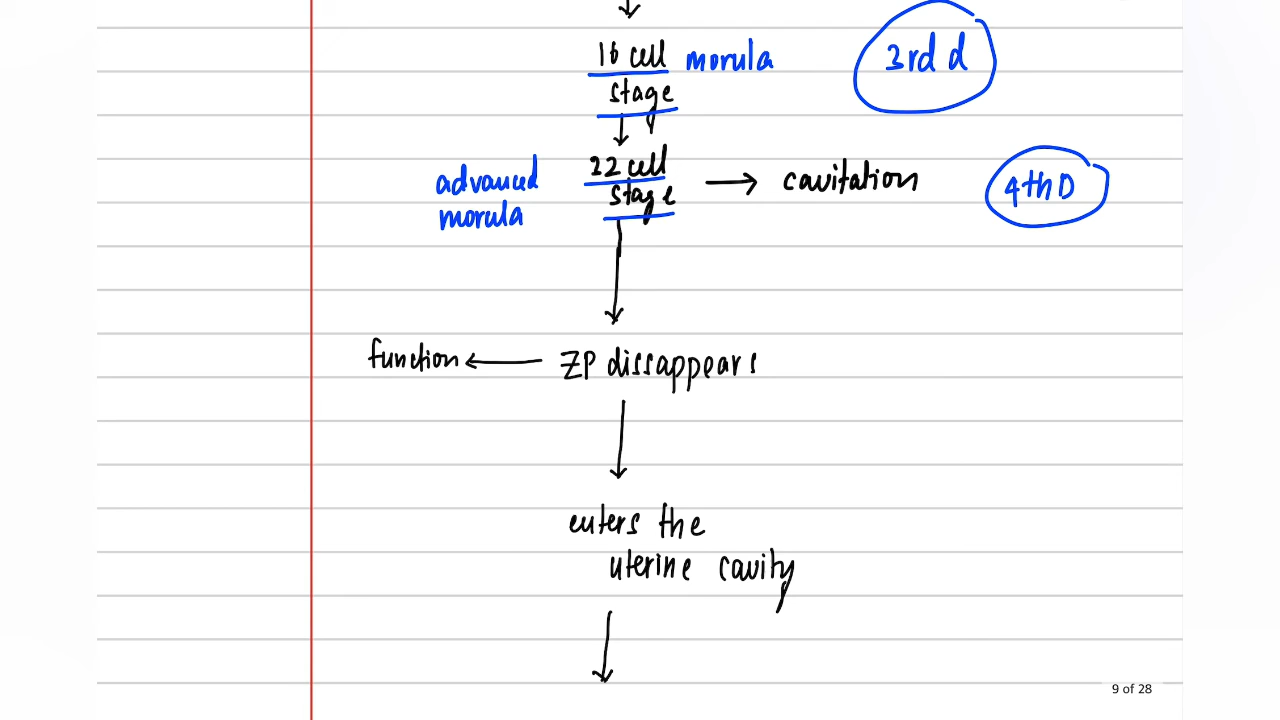 16 cell morula 3rd d
stage
advanced 22 cell → cavitation 4th D
morula stage
function ← ZP dissappears
enters the
uterine cavity
9 of 28